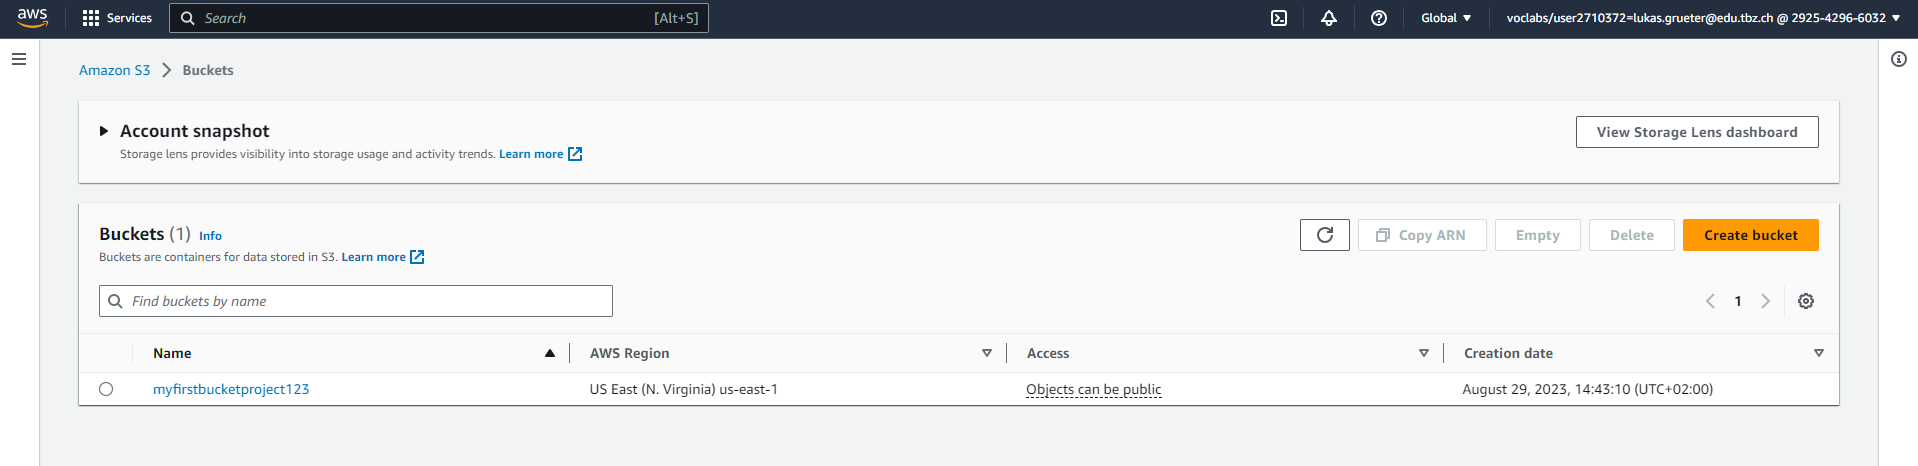 aws Services Search [Alt+S] Global voclabs/user2710372=lukas.grueter@edu.tbz.ch @ 2925-4296-6032
Amazon S3 Buckets
Account snapshot
View Storage Lens dashboard
Storage lens provides visibility into storage usage and activity trends. Learn more
Buckets (1) Info
Copy ARN Empty Delete Create bucket
Buckets are containers for data stored in S3. Learn more
Find buckets by name
1
Name AWS Region Access Creation date
myfirstbucketproject123 US East (N. Virginia) us-east-1 Objects can be public August 29, 2023, 14:43:10 (UTC+02:00)